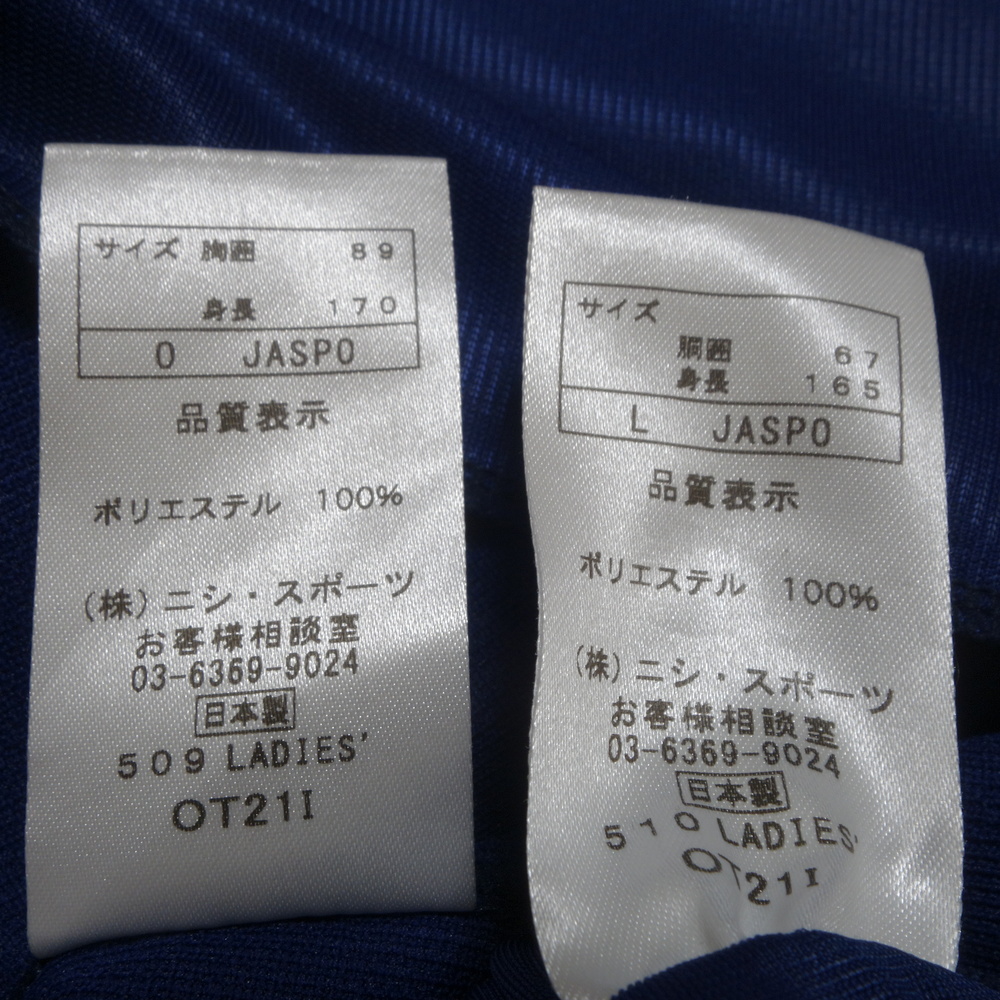 サイズ 胸囲 89
身長 170
O JASPO
品質表示
ポリエステル 100%
(株)ニシ・スポーツ
お客様相談室
03-6369-9024
日本製
509 LADIES'
OT21I
サイズ
胴囲 67
身長 165
L JASPO
品質表示
ポリエステル 100%
(株)ニシ・スポーツ
お客様相談室
03-6369-9024
日本製
510 LADIES'
OT21I